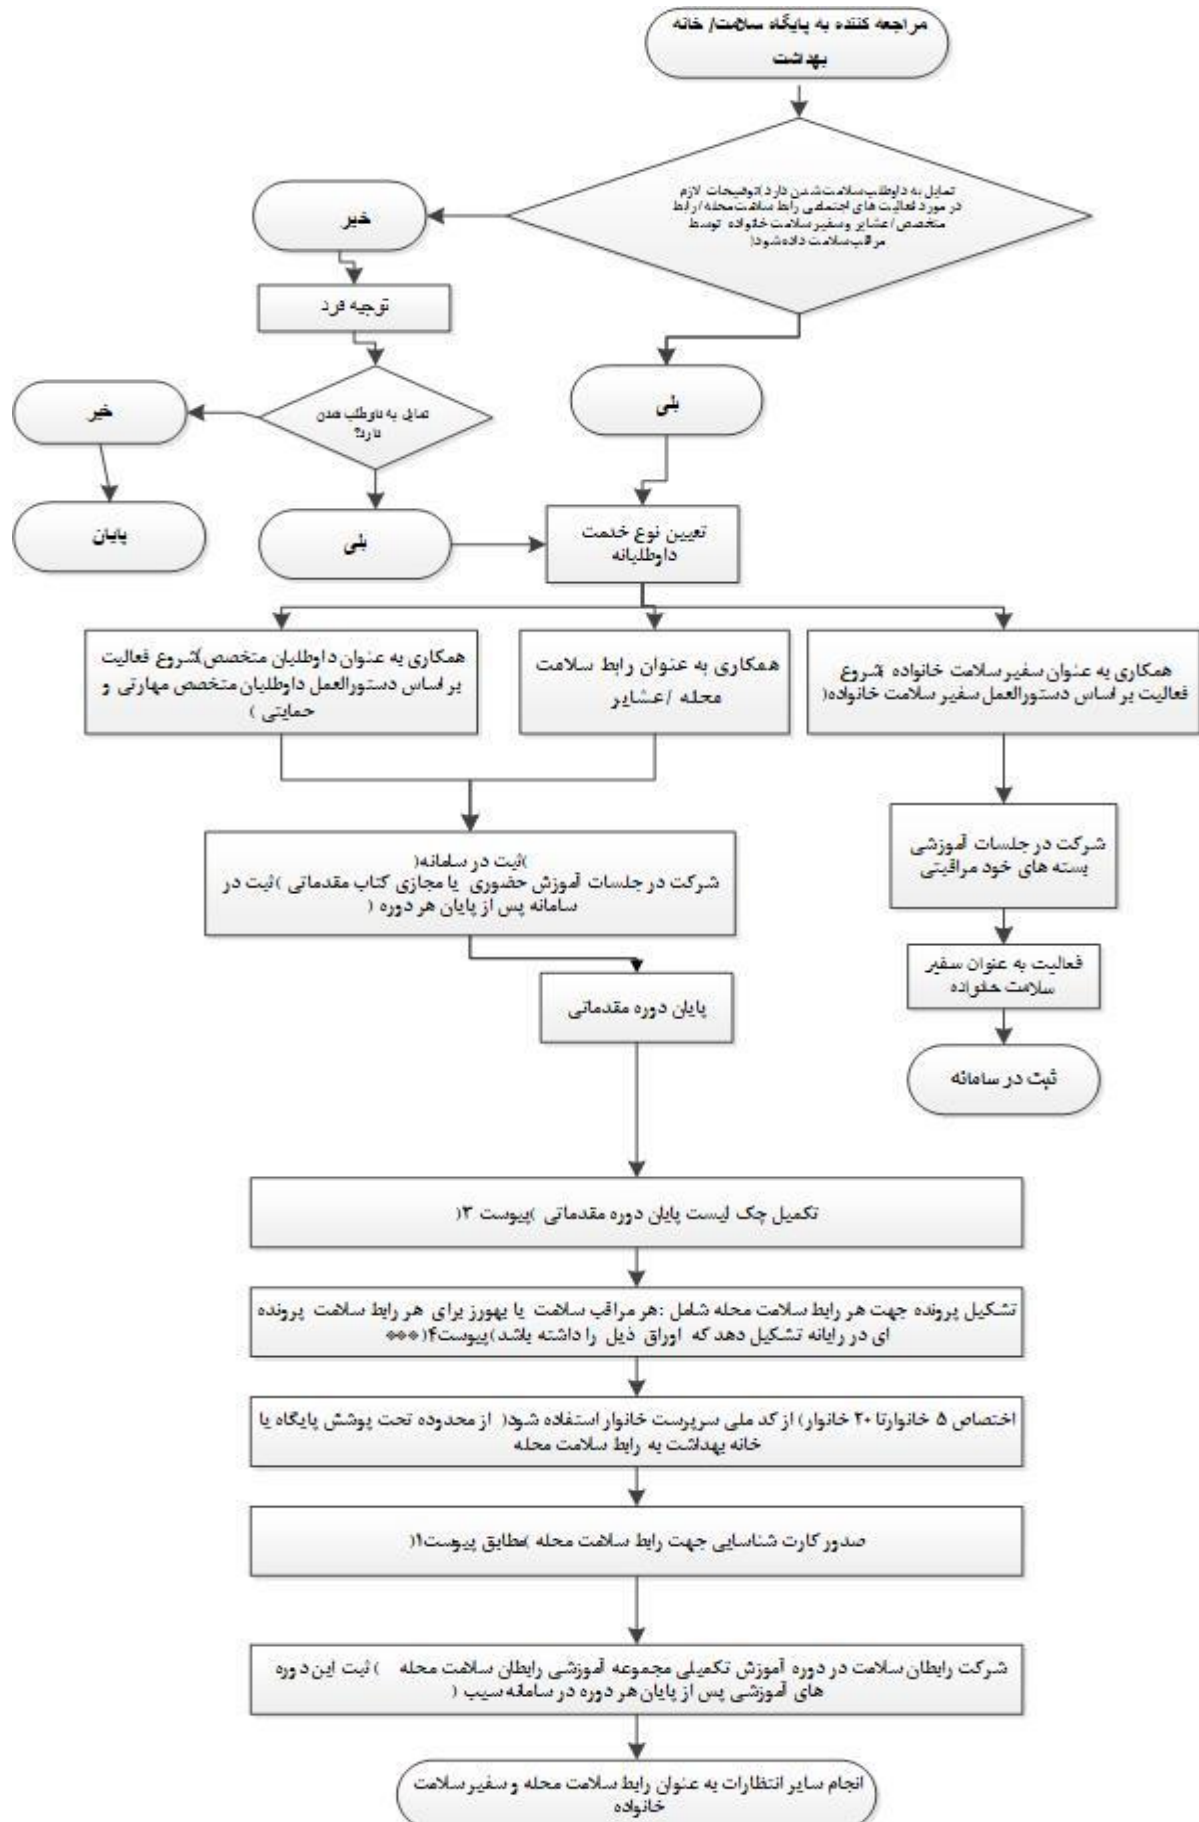 مراجعه کننده به پایگاه سلامت/ خانه
بهداشت
تمایل به داوطلب سلامت شدن دارد)توضیحات لازم
در مورد فعالیت های اجتماعی رابط سلامت محله/رابط
متخصص/عشایر و سفیر سلامت خانواده توسط
مراقب سلامت داده شود(
خیر
توجیه فرد
بلی
تمایل به داوطلب شدن
دارد؟
خیر
پایان
بلی
تعیین نوع خدمت
داوطلبانه
همکاری به عنوان سفیر سلامت خانواده )شروع
فعالیت بر اساس دستورالعمل سفیر سلامت خانواده(
همکاری به عنوان رابط سلامت
محله /عشایر
همکاری به عنوان داوطلبان متخصص)شروع فعالیت
بر اساس دستورالعمل داوطلبان متخصص مهارتی و
حمایتی )
شرکت در جلسات آموزشی
بسته های خود مراقبتی
)ثبت در سامانه(
شرکت در جلسات آموزش حضوری یا مجازی کتاب مقدماتی )ثبت در
سامانه پس از پایان هر دوره (
فعالیت به عنوان سفیر
سلامت خانواده
پایان دوره مقدماتی
ثبت در سامانه
تکمیل چک لیست پایان دوره مقدماتی )پیوست ۳(
تشکیل پرونده جهت هر رابط سلامت محله شامل :هر مراقب سلامت یا بهورز برای هر رابط سلامت پرونده
ای در رایانه تشکیل دهد که اوراق ذیل را داشته باشد)پیوست۴(***
اختصاص ۵ خانوارتا ۲۰ خانوار) از کد ملی سرپرست خانوار استفاده شود( از محدوده تحت پوشش پایگاه یا
خانه بهداشت به رابط سلامت محله
صدور کارت شناسایی جهت رابط سلامت محله )مطابق پیوست۱(
شرکت رابطان سلامت در دوره آموزش تکمیلی مجموعه آموزشی رابطان سلامت محله ) ثبت این دوره
های آموزشی پس از پایان هر دوره در سامانه سیب (
انجام سایر انتظارات به عنوان رابط سلامت محله و سفیر سلامت
خانواده